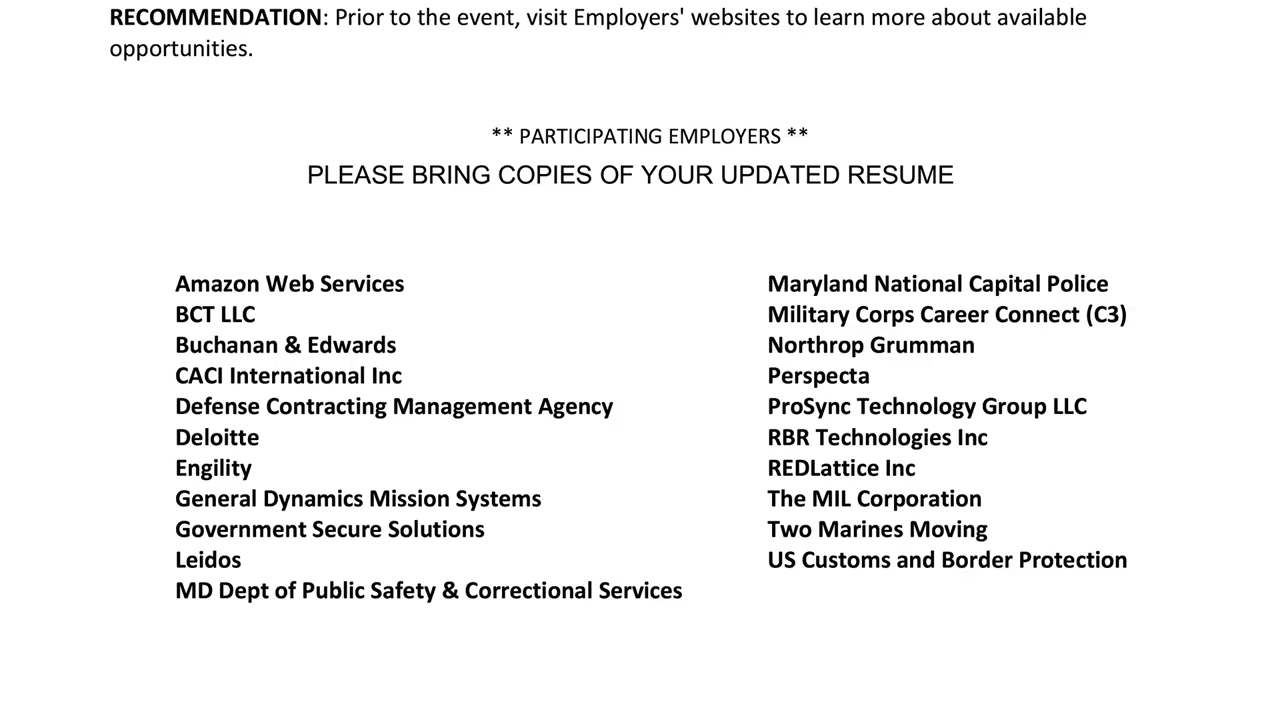 RECOMMENDATION: Prior to the event, visit Employers' websites to learn more about available
opportunities.
** PARTICIPATING EMPLOYERS **
PLEASE BRING COPIES OF YOUR UPDATED RESUME
Amazon Web Services
BCT LLC
Buchanan & Edwards
CACI International Inc
Defense Contracting Management Agency
Deloitte
Engility
General Dynamics Mission Systems
Government Secure Solutions
Leidos
MD Dept of Public Safety & Correctional Services
Maryland National Capital Police
Military Corps Career Connect (C3)
Northrop Grumman
Perspecta
ProSync Technology Group LLC
RBR Technologies Inc
REDLattice Inc
The MIL Corporation
Two Marines Moving
US Customs and Border Protection